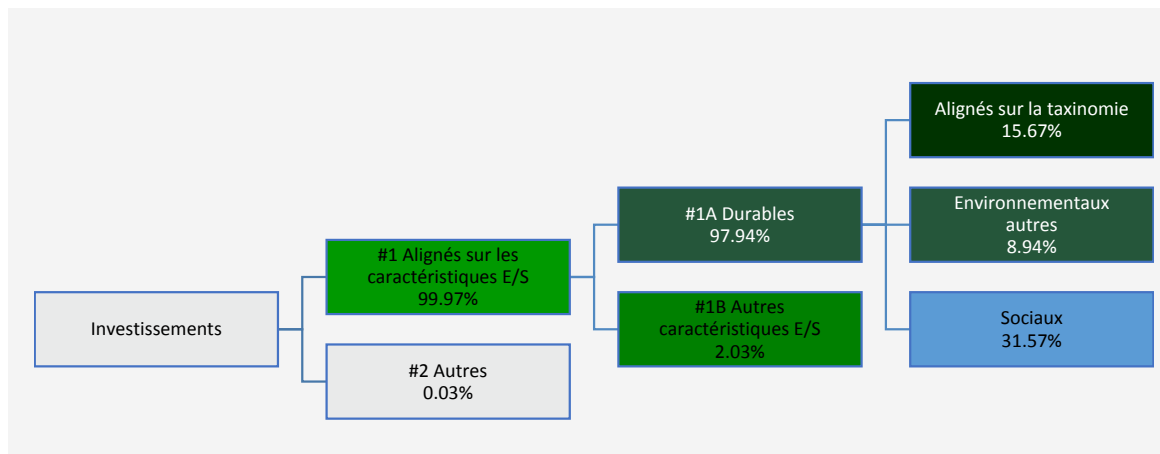 Investissements
#1 Alignés sur les
caractéristiques E/S
99.97%
#2 Autres
0.03%
#1A Durables
97.94%
#1B Autres
caractéristiques E/S
2.03%
Alignés sur la taxinomie
15.67%
Environnementaux
autres
8.94%
Sociaux
31.57%